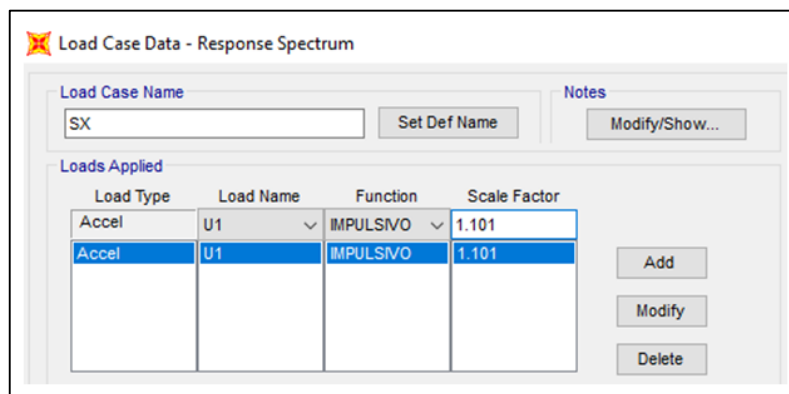 Load Case Data - Response Spectrum
Load Case Name
Notes
SX
Set Def Name
Modify/Show...
Loads Applied
Load Type Load Name Function Scale Factor
Accel U1 IMPULSIVO 1.101
Accel U1 IMPULSIVO 1.101
Add
Modify
Delete